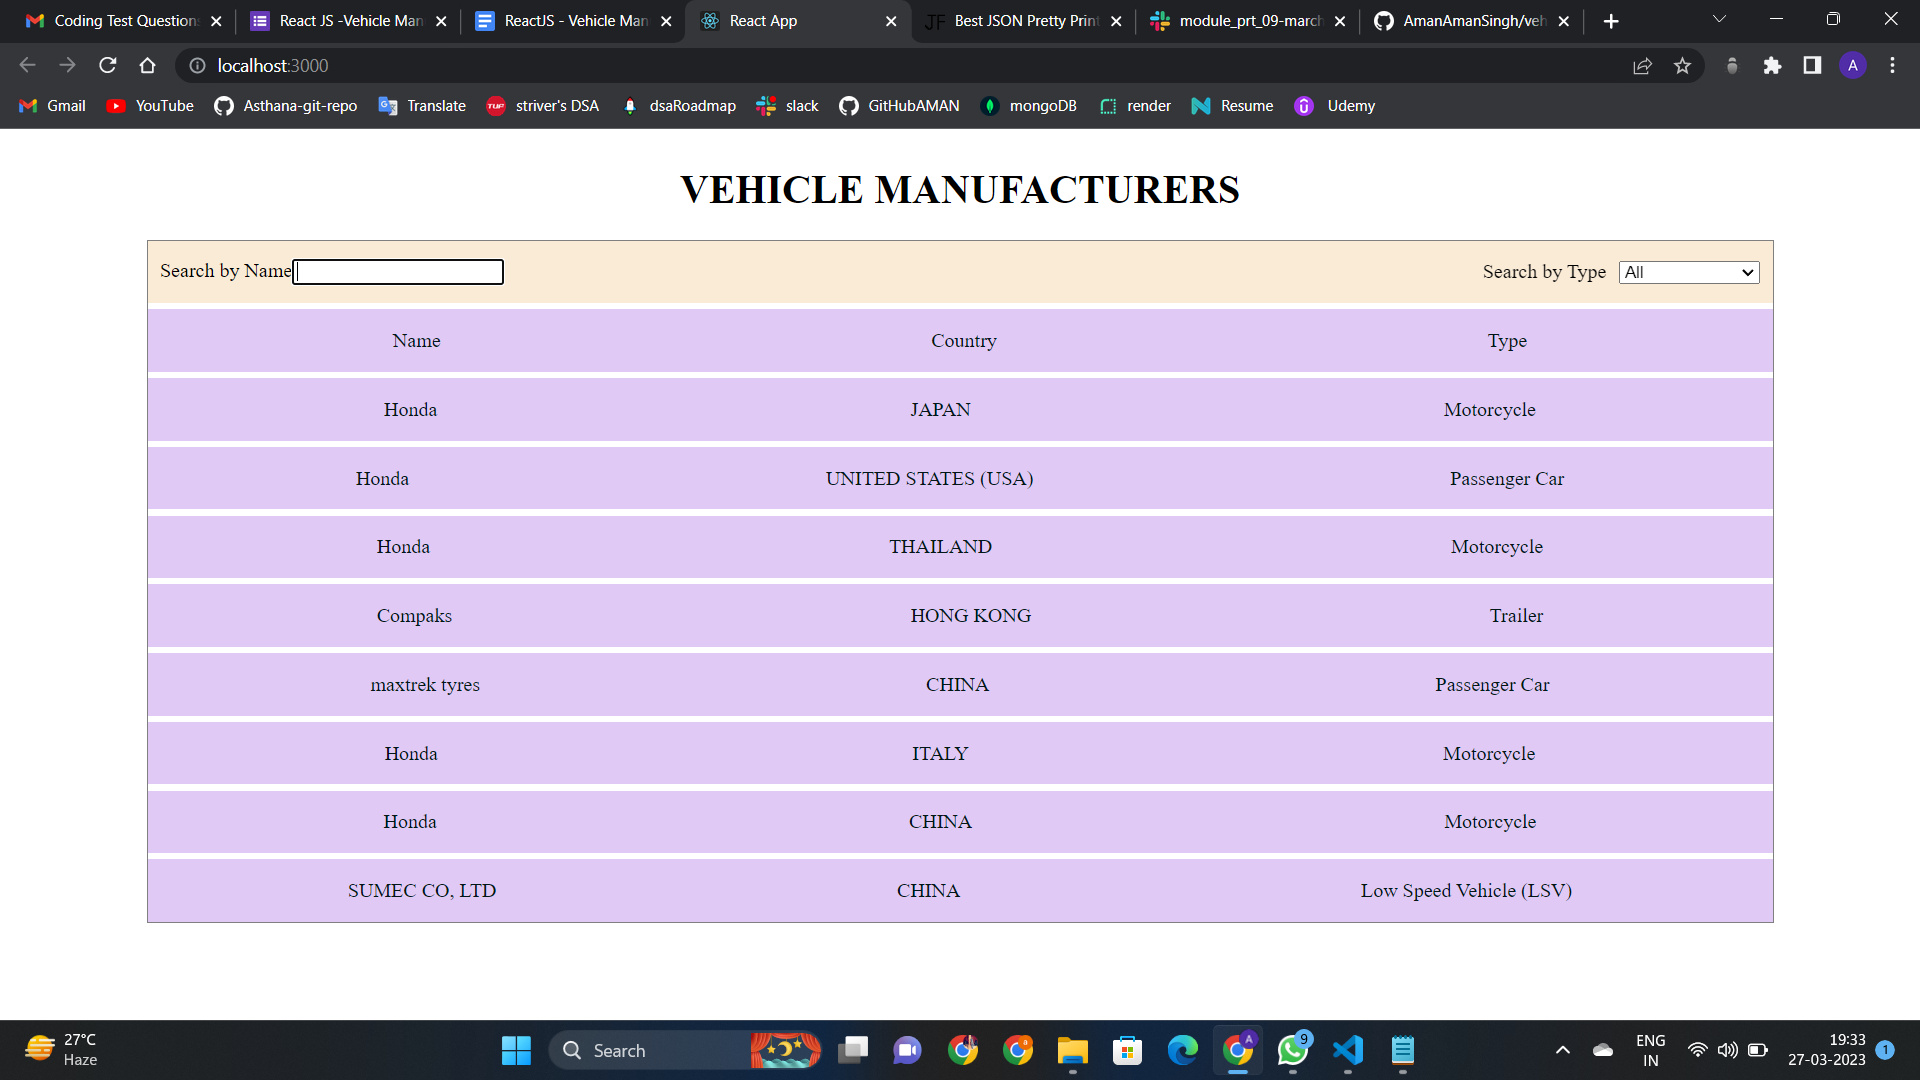 Coding Test Question
React JS -Vehicle Man
ReactJS - Vehicle Man
React App
JF Best JSON Pretty Print
module_prt_09-march
AmanAmanSingh/veh
localhost:3000
A
Gmail
YouTube
Asthana-git-repo
Translate
TUF striver's DSA
dsaRoadmap
slack
GitHubAMAN
mongoDB
render
Resume
Udemy
VEHICLE MANUFACTURERS
Search by Name Search by Type All
Name Country Type
Honda JAPAN Motorcycle
Honda UNITED STATES (USA) Passenger Car
Honda THAILAND Motorcycle
Compaks HONG KONG Trailer
maxtrek tyres CHINA Passenger Car
Honda ITALY Motorcycle
Honda CHINA Motorcycle
SUMEC CO, LTD CHINA Low Speed Vehicle (LSV)
27°C
Haze
Search
a
A
9
ENG
IN
19:33
27-03-2023
1